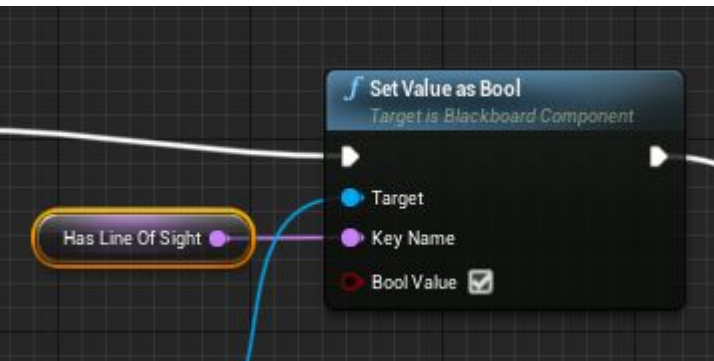 Set Value as Bool
Target is Blackboard Component
Target
Has Line Of Sight
Key Name
Bool Value